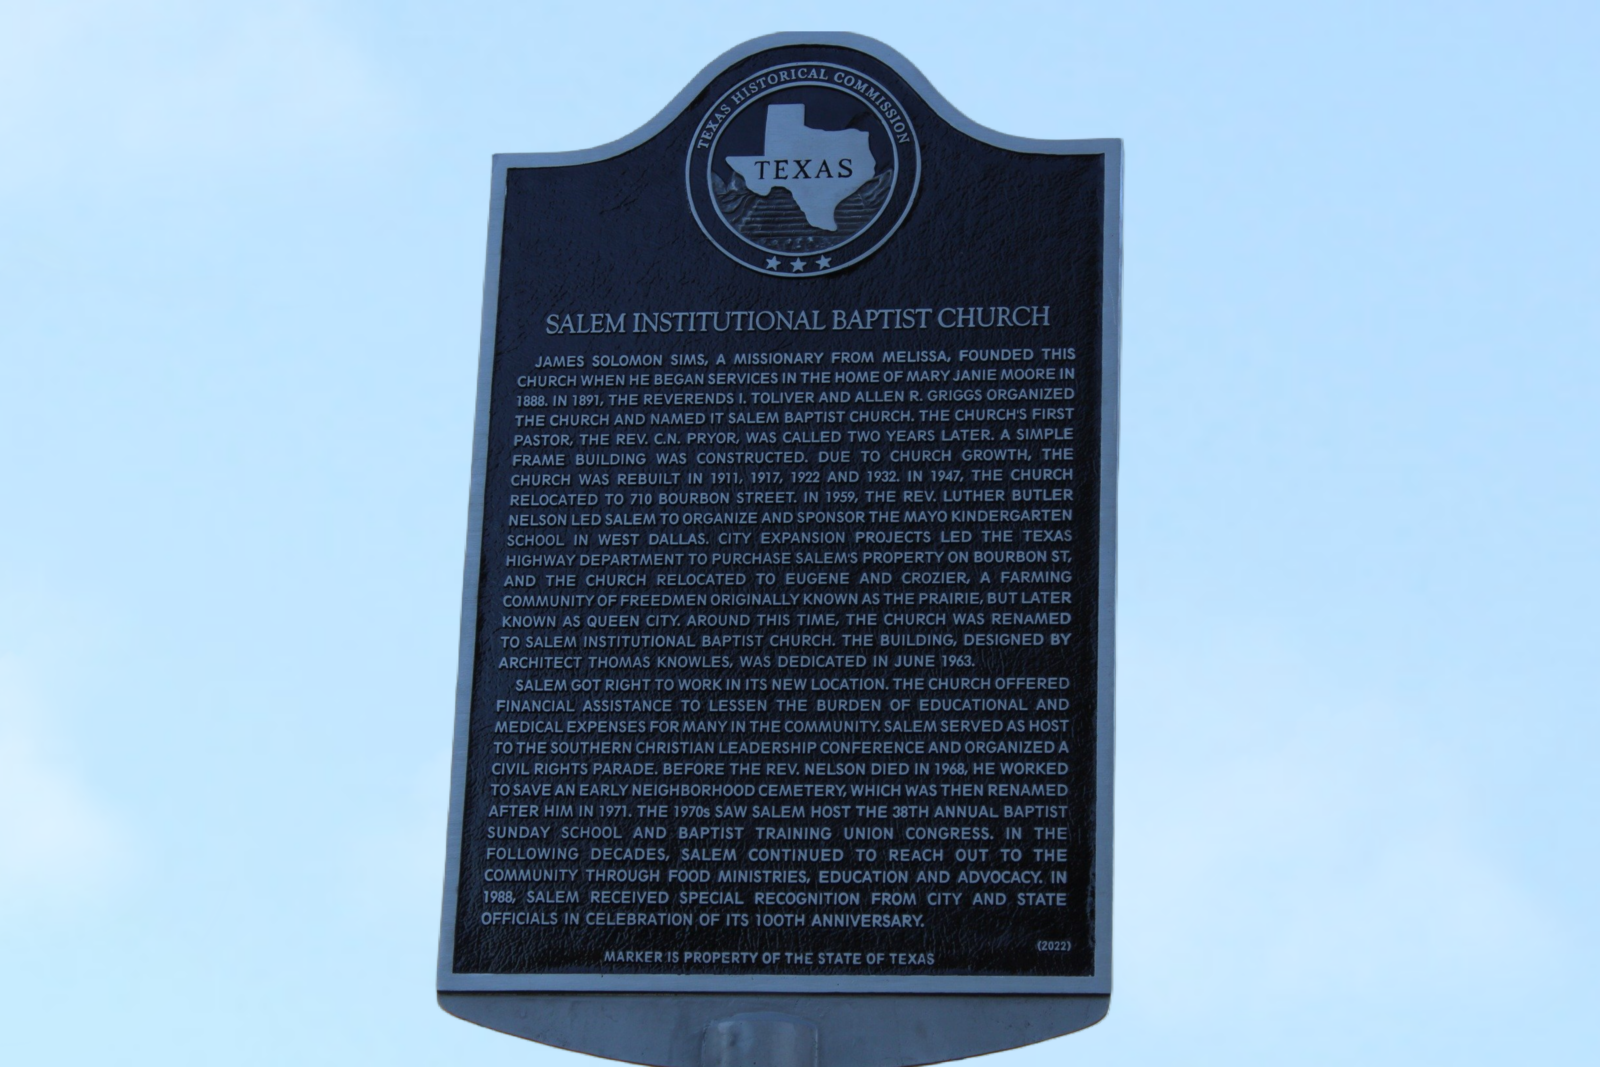 TEXAS HISTORICAL COMMISSION
TEXAS
SALEM INSTITUTIONAL BAPTIST CHURCH
JAMES SOLOMON SIMS, A MISSIONARY FROM MELISSA, FOUNDED THIS
CHURCH WHEN HE BEGAN SERVICES IN THE HOME OF MARY JANIE MOORE IN
1888. IN 1891, THE REVERENDS I. TOLIVER AND ALLEN R. GRIGGS ORGANIZED
THE CHURCH AND NAMED IT SALEM BAPTIST CHURCH. THE CHURCH'S FIRST
PASTOR, THE REV. C.N. PRYOR, WAS CALLED TWO YEARS LATER. A SIMPLE
FRAME BUILDING WAS CONSTRUCTED. DUE TO CHURCH GROWTH, THE
CHURCH WAS REBUILT IN 1911, 1917, 1922 AND 1932. IN 1947, THE CHURCH
RELOCATED TO 710 BOURBON STREET. IN 1959, THE REV. LUTHER BUTLER
NELSON LED SALEM TO ORGANIZE AND SPONSOR THE MAYO KINDERGARTEN
SCHOOL IN WEST DALLAS. CITY EXPANSION PROJECTS LED THE TEXAS
HIGHWAY DEPARTMENT TO PURCHASE SALEM'S PROPERTY ON BOURBON ST,
AND THE CHURCH RELOCATED TO EUGENE AND CROZIER, A FARMING
COMMUNITY OF FREEDMEN ORIGINALLY KNOWN AS THE PRAIRIE, BUT LATER
KNOWN AS QUEEN CITY. AROUND THIS TIME, THE CHURCH WAS RENAMED
TO SALEM INSTITUTIONAL BAPTIST CHURCH. THE BUILDING, DESIGNED BY
ARCHITECT THOMAS KNOWLES, WAS DEDICATED IN JUNE 1963.
SALEM GOT RIGHT TO WORK IN ITS NEW LOCATION. THE CHURCH OFFERED
FINANCIAL ASSISTANCE TO LESSEN THE BURDEN OF EDUCATIONAL AND
MEDICAL EXPENSES FOR MANY IN THE COMMUNITY. SALEM SERVED AS HOST
TO THE SOUTHERN CHRISTIAN LEADERSHIP CONFERENCE AND ORGANIZED A
CIVIL RIGHTS PARADE. BEFORE THE REV. NELSON DIED IN 1968, HE WORKED
TO SAVE AN EARLY NEIGHBORHOOD CEMETERY, WHICH WAS THEN RENAMED
AFTER HIM IN 1971. THE 1970s SAW SALEM HOST THE 38TH ANNUAL BAPTIST
SUNDAY SCHOOL AND BAPTIST TRAINING UNION CONGRESS. IN THE
FOLLOWING DECADES, SALEM CONTINUED TO REACH OUT TO THE
COMMUNITY THROUGH FOOD MINISTRIES, EDUCATION AND ADVOCACY. IN
1988, SALEM RECEIVED SPECIAL RECOGNITION FROM CITY AND STATE
OFFICIALS IN CELEBRATION OF ITS 100TH ANNIVERSARY.
(2022)
MARKER IS PROPERTY OF THE STATE OF TEXAS